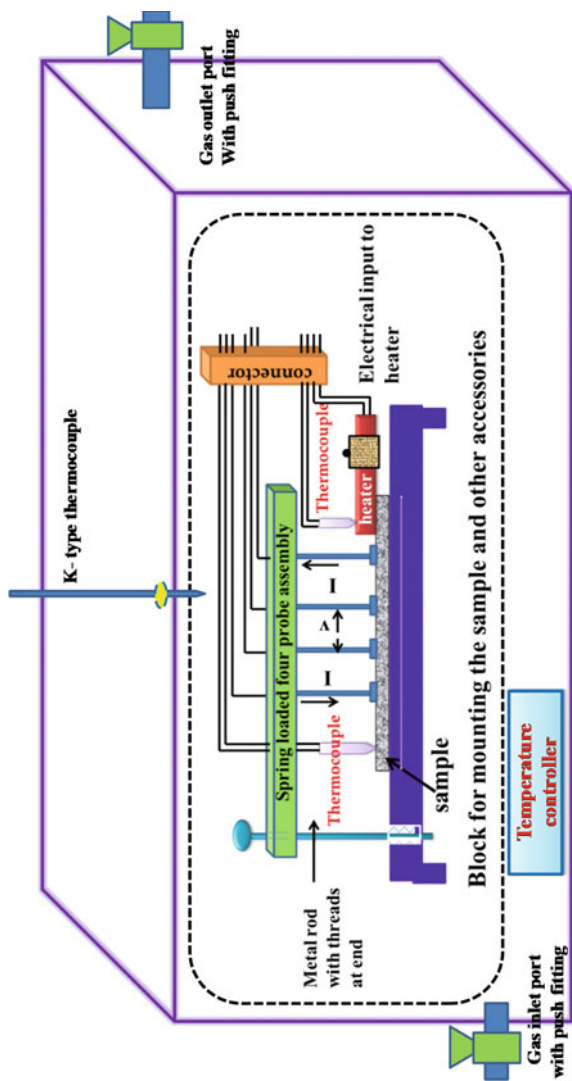 K- type thermocouple
Gas outlet port
With push fitting
connector
Thermocouple
Electrical input to
heater
heater
Spring loaded four probe assembly
I
V
I
Thermocouple
sample
Metal rod
with threads
at end
Block for mounting the sample and other accessories
Temperature
controller
Gas inlet port
with push fitting